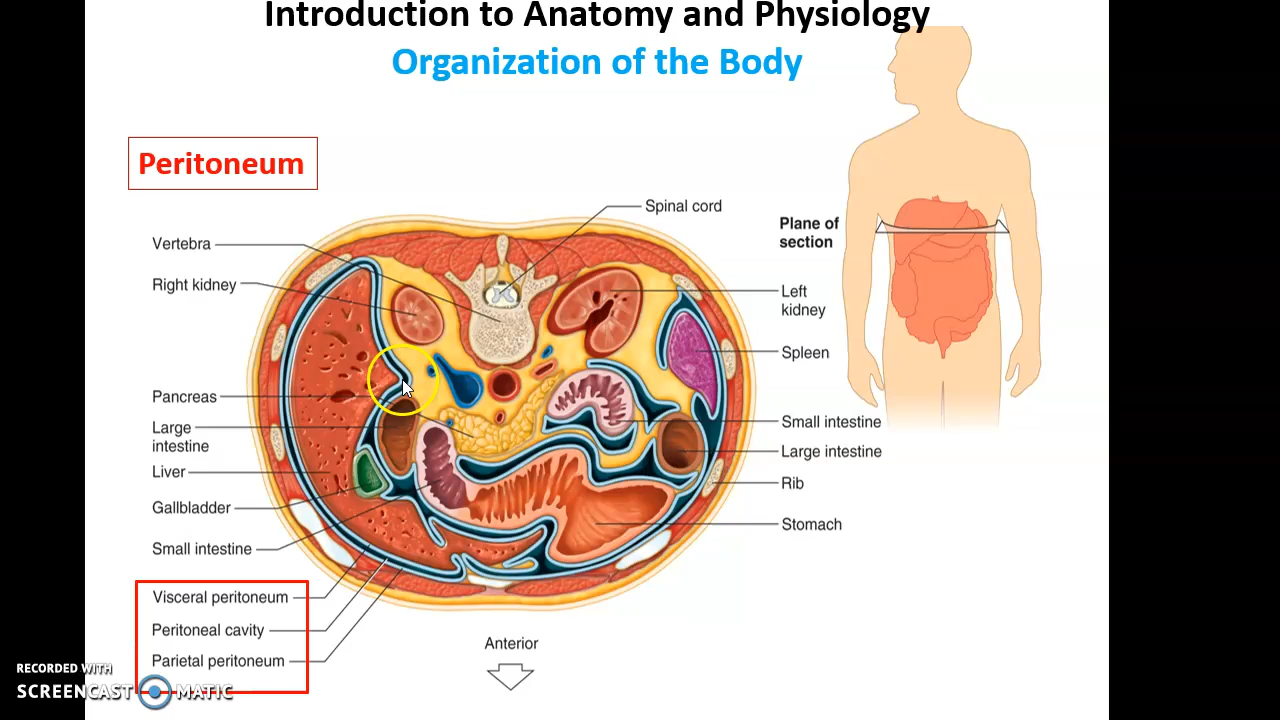 Introduction to Anatomy and Physiology
Organization of the Body
Peritoneum
Spinal cord
Vertebra
Right kidney
Pancreas
Large
intestine
Liver
Gallbladder
Small intestine
Visceral peritoneum
Peritoneal cavity
Parietal peritoneum
Plane of
section
Left
kidney
Spleen
Small intestine
Large intestine
Rib
Stomach
Anterior
RECORDED WITH
SCREENCAST MATIC